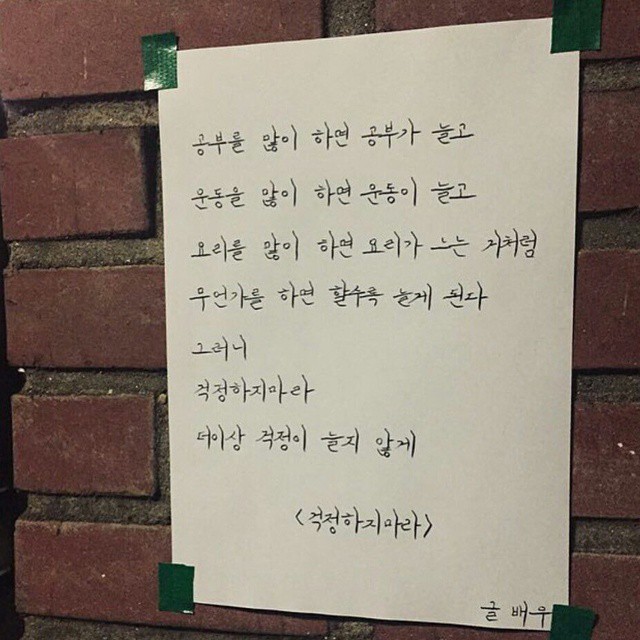 공부를 많이 하면 공부가 늘고
운동을 많이 하면 운동이 늘고
요리를 많이 하면 요리가 느는 거처럼
무언가를 하면 할수록 늘게 된다
그러니
걱정하지마라
더이상 걱정이 늘지 않게
<걱정하지마라>
글 배우